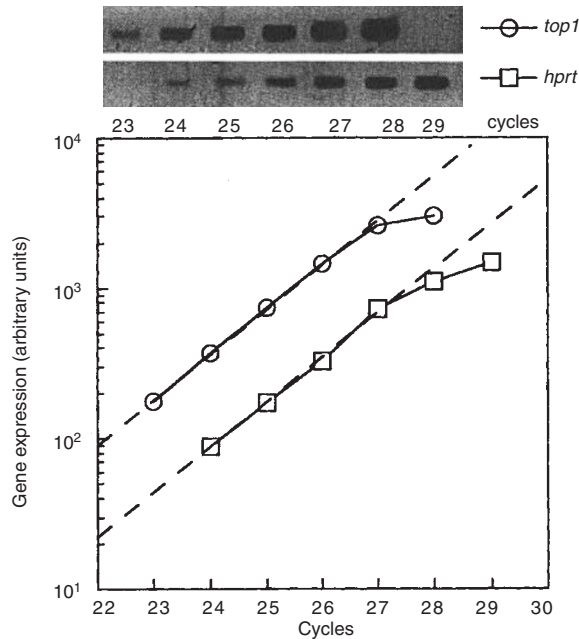 top1
hprt
23 24 25 26 27 28 29 cycles
10^4
10^3
10^2
10^1
Gene expression (arbitrary units)
22 23 24 25 26 27 28 29 30
Cycles